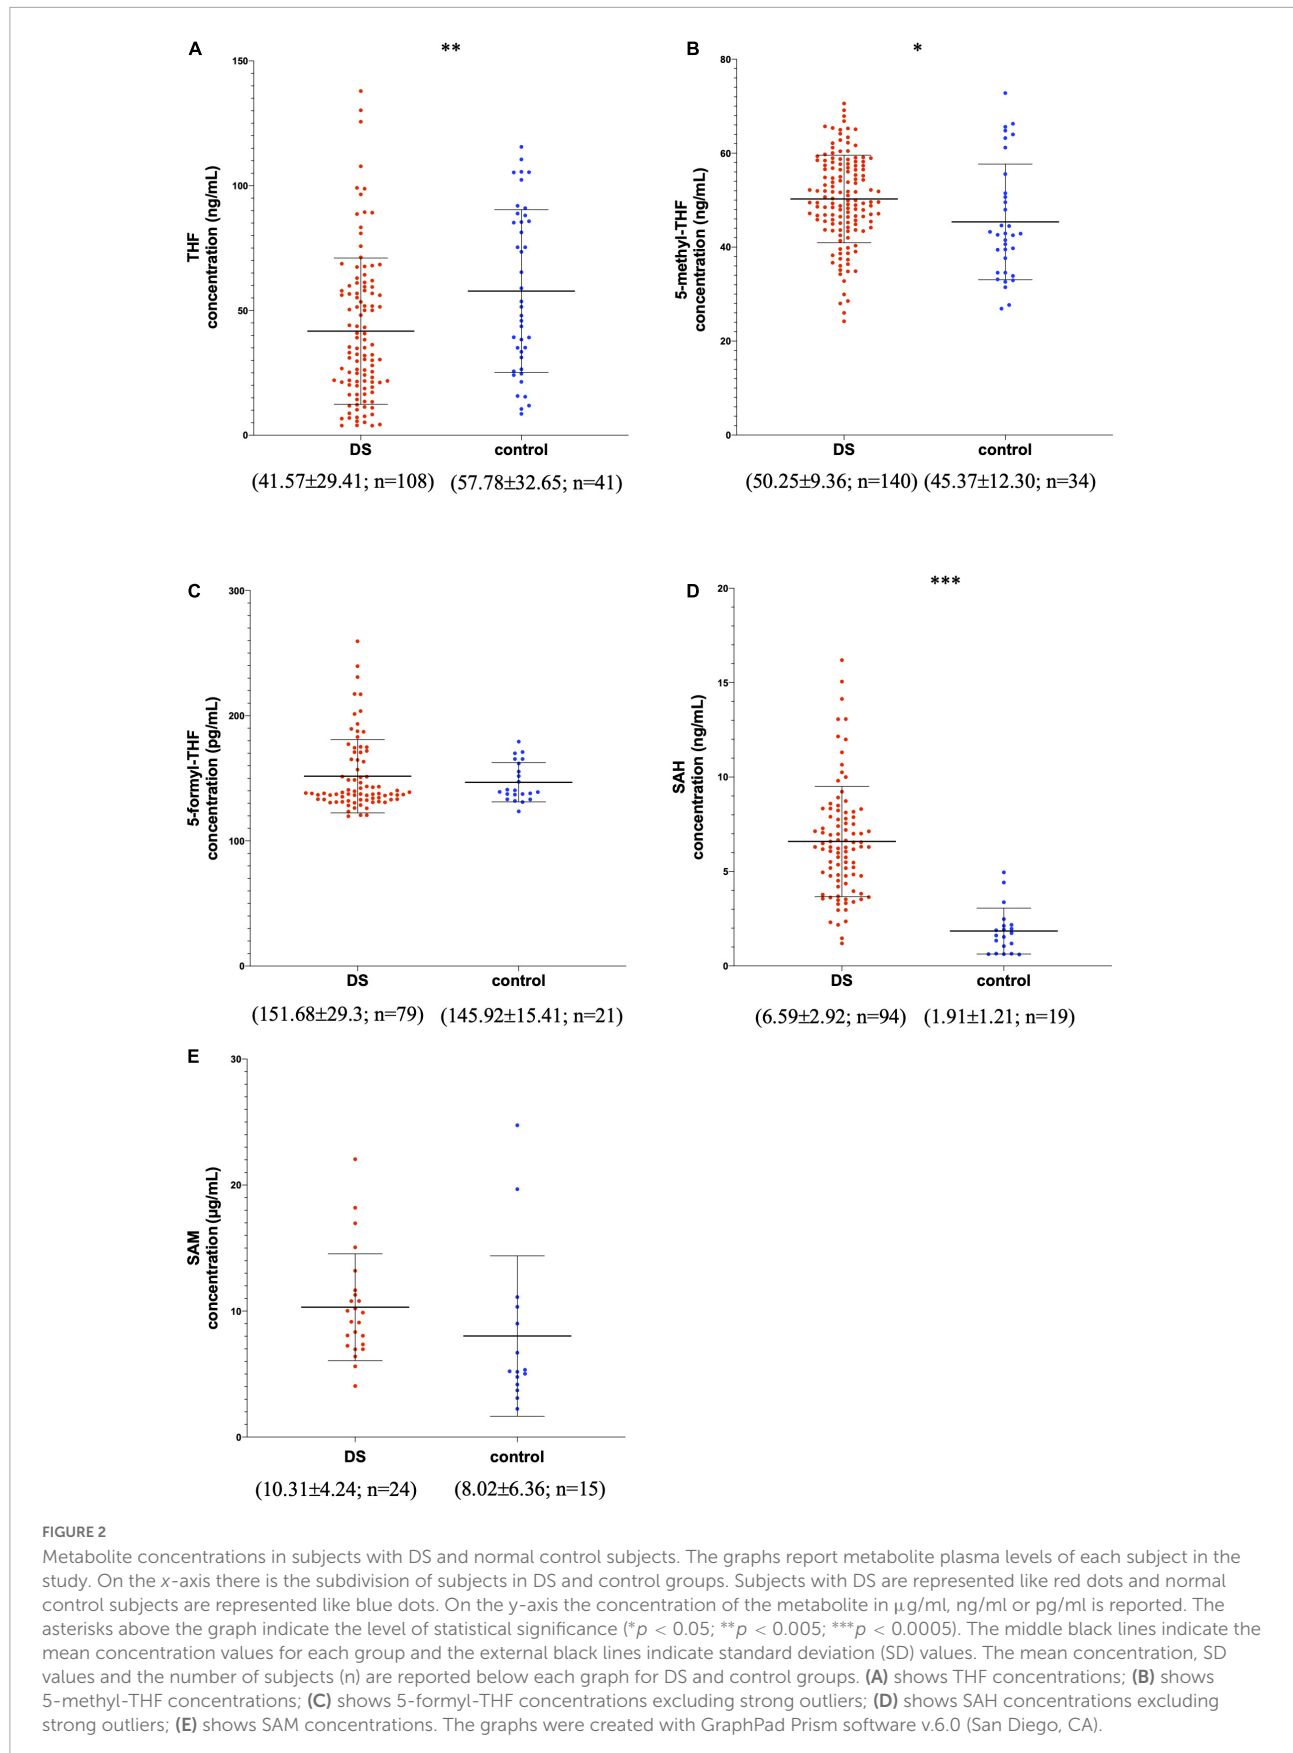 A
**
150
100
50
0
THF
concentration (ng/mL)
DS
control
(41.57±29.41; n=108)
(57.78±32.65; n=41)
B
*
80
60
40
20
0
5-methyl-THF
concentration (ng/mL)
DS
control
(50.25±9.36; n=140)
(45.37±12.30; n=34)
C
300
200
100
0
5-formyl-THF
concentration (pg/mL)
DS
control
(151.68±29.3; n=79)
(145.92±15.41; n=21)
D
***
20
15
10
5
0
SAH
concentration (ng/mL)
DS
control
(6.59±2.92; n=94)
(1.91±1.21; n=19)
E
30
20
10
0
SAM
concentration (μg/mL)
DS
control
(10.31±4.24; n=24)
(8.02±6.36; n=15)
FIGURE 2
Metabolite concentrations in subjects with DS and normal control subjects. The graphs report metabolite plasma levels of each subject in the
study. On the x-axis there is the subdivision of subjects in DS and control groups. Subjects with DS are represented like red dots and normal
control subjects are represented like blue dots. On the y-axis the concentration of the metabolite in μg/ml, ng/ml or pg/ml is reported. The
asterisks above the graph indicate the level of statistical significance (*p < 0.05; **p < 0.005; ***p < 0.0005). The middle black lines indicate the
mean concentration values for each group and the external black lines indicate standard deviation (SD) values. The mean concentration, SD
values and the number of subjects (n) are reported below each graph for DS and control groups. (A) shows THF concentrations; (B) shows
5-methyl-THF concentrations; (C) shows 5-formyl-THF concentrations excluding strong outliers; (D) shows SAH concentrations excluding
strong outliers; (E) shows SAM concentrations. The graphs were created with GraphPad Prism software v.6.0 (San Diego, CA).